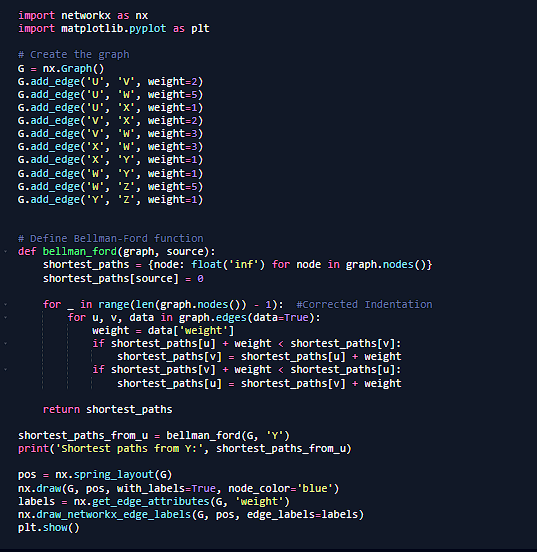 import networkx as nx
import matplotlib.pyplot as plt
# Create the graph
G = nx.Graph()
G.add_edge('U', 'V', weight=2)
G.add_edge('U', 'W', weight=5)
G.add_edge('U', 'X', weight=1)
G.add_edge('V', 'X', weight=2)
G.add_edge('V', 'W', weight=3)
G.add_edge('X', 'W', weight=3)
G.add_edge('X', 'Y', weight=1)
G.add_edge('W', 'Y', weight=1)
G.add_edge('W', 'Z', weight=5)
G.add_edge('Y', 'Z', weight=1)
# Define Bellman-Ford function
def bellman_ford(graph, source):
    shortest_paths = {node: float('inf') for node in graph.nodes()}
    shortest_paths[source] = 0
    for _ in range(len(graph.nodes()) - 1):  #Corrected Indentation
        for u, v, data in graph.edges(data=True):
            weight = data['weight']
            if shortest_paths[u] + weight < shortest_paths[v]:
                shortest_paths[v] = shortest_paths[u] + weight
            if shortest_paths[v] + weight < shortest_paths[u]:
                shortest_paths[u] = shortest_paths[v] + weight
    return shortest_paths
shortest_paths_from_u = bellman_ford(G, 'Y')
print('Shortest paths from Y:', shortest_paths_from_u)
pos = nx.spring_layout(G)
nx.draw(G, pos, with_labels=True, node_color='blue')
labels = nx.get_edge_attributes(G, 'weight')
nx.draw_networkx_edge_labels(G, pos, edge_labels=labels)
plt.show()